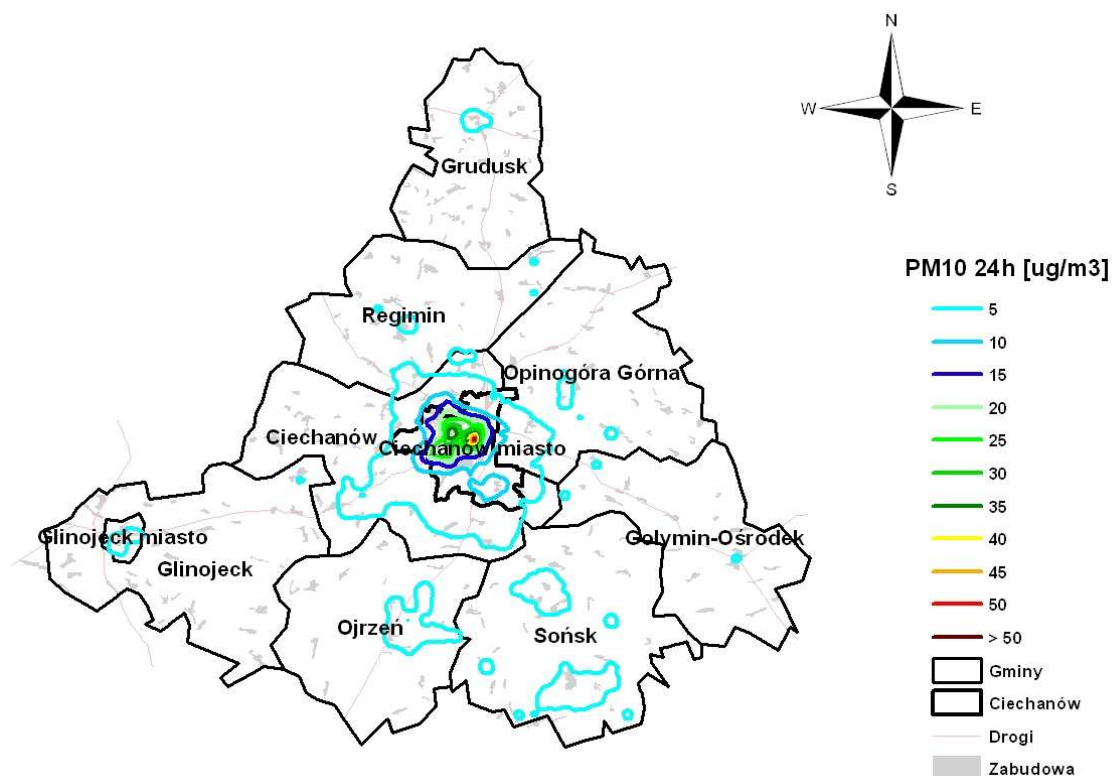 N
W E
S
Grudusk
PM10 24h [ug/m3]
5
Regimin
10
Opinogóra Górna
15
20
Ciechanów
25
Ciechanów miasto
30
35
Glinojeck miasto
Gołymin-Ośrodek
40
Glinojeck
45
50
Ojrzeń
Sońsk
> 50
Gminy
Ciechanów
Drogi
Zabudowa